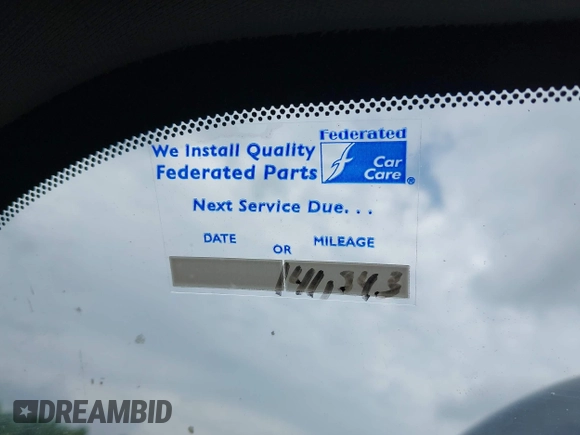 Federated
We Install Quality
Car
Federated Parts
Care®
Next Service Due. . .
DATE OR MILEAGE
141,343
DREAMBID